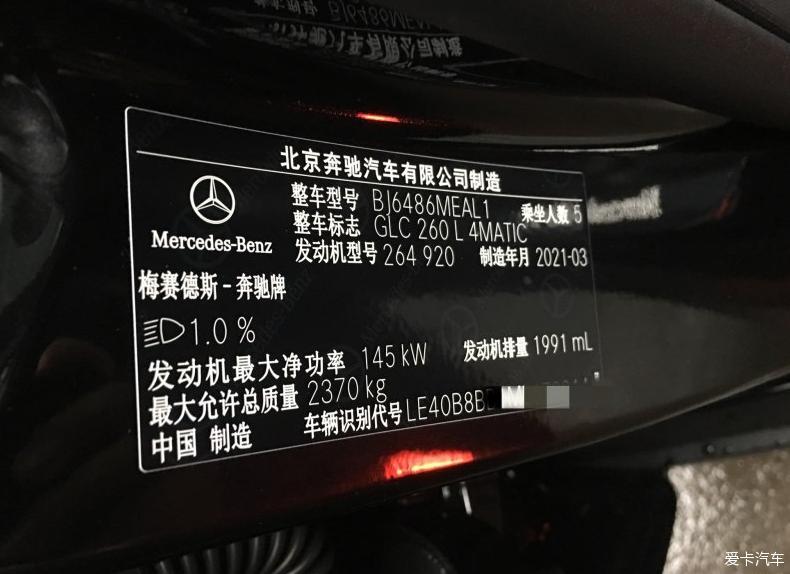 北京奔驰汽车有限公司制造
整车型号 BJ6486MEAL1 乘坐人数 5
整车标志 GLC 260 L 4MATIC
发动机型号 264 920 制造年月 2021-03
Mercedes-Benz
梅赛德斯-奔驰牌
1.0 %
发动机最大净功率 145 kW 发动机排量 1991 mL
最大允许总质量 2370 kg
中国 制造 车辆识别代号 LE40B8B
爱卡汽车